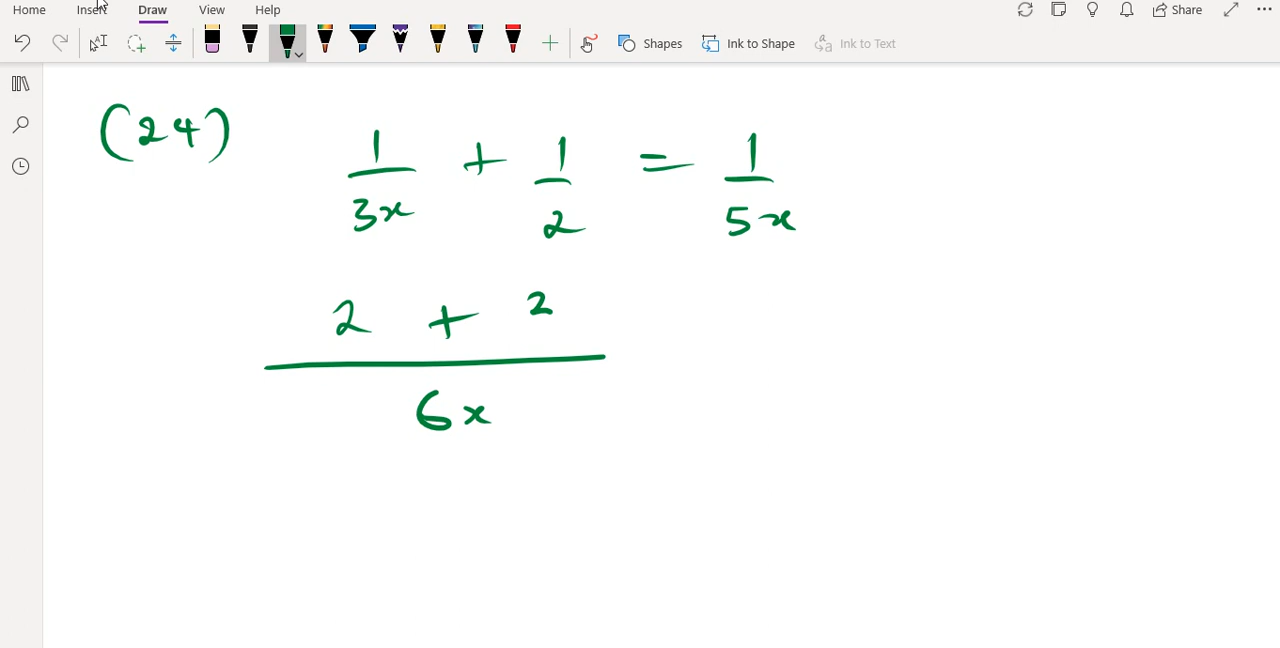 Home Insert Draw View Help Share
Shapes Ink to Shape Ink to Text
(24) 1/3x + 1/2 = 1/5x
2 + 2
6x